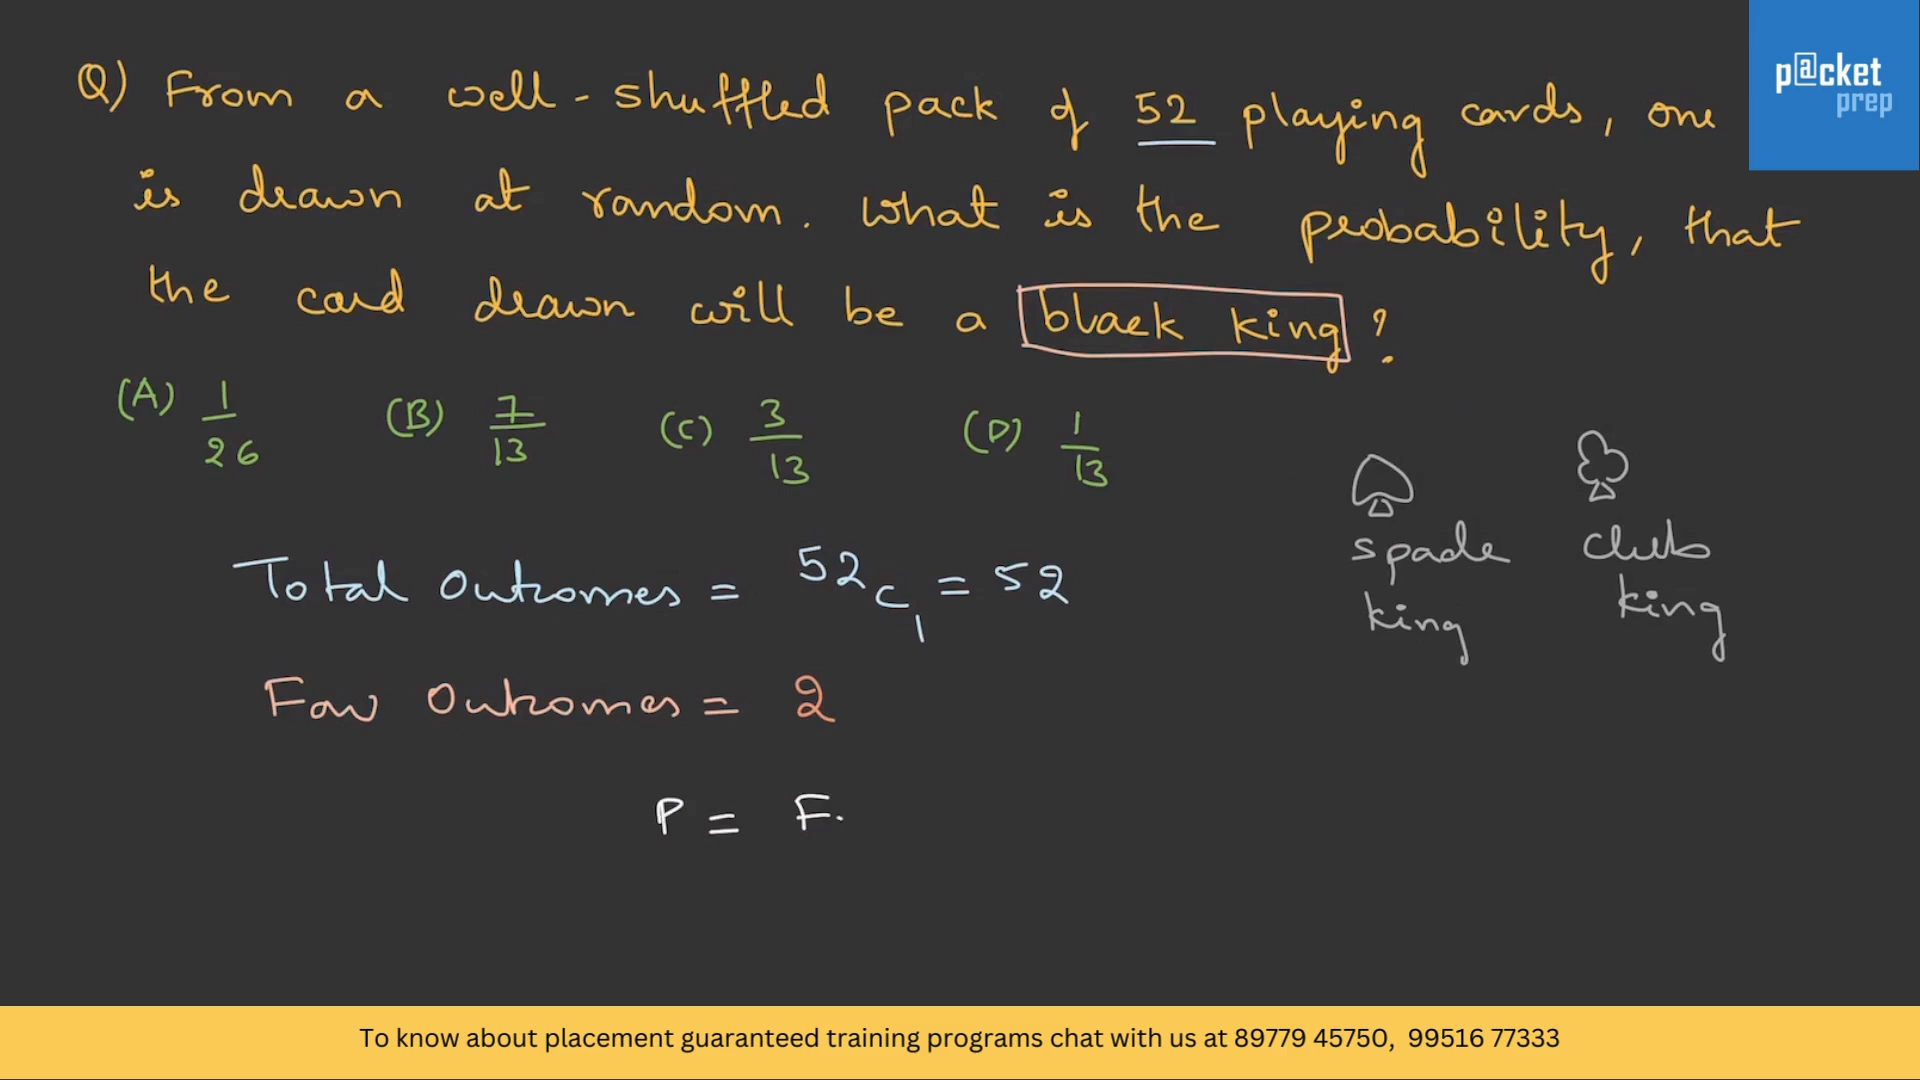 p@cket
prep
Q) From a well-shuffled pack of 52 playing cards, one
is drawn at random. What is the probability, that
the card drawn will be a black king?
(A) 1/26 (B) 7/13 (C) 3/13 (D) 1/13
spade club
king king
Total Outcomes = 52C1 = 52
Fav Outcomes = 2
P = F.
To know about placement guaranteed training programs chat with us at 89779 45750, 99516 77333